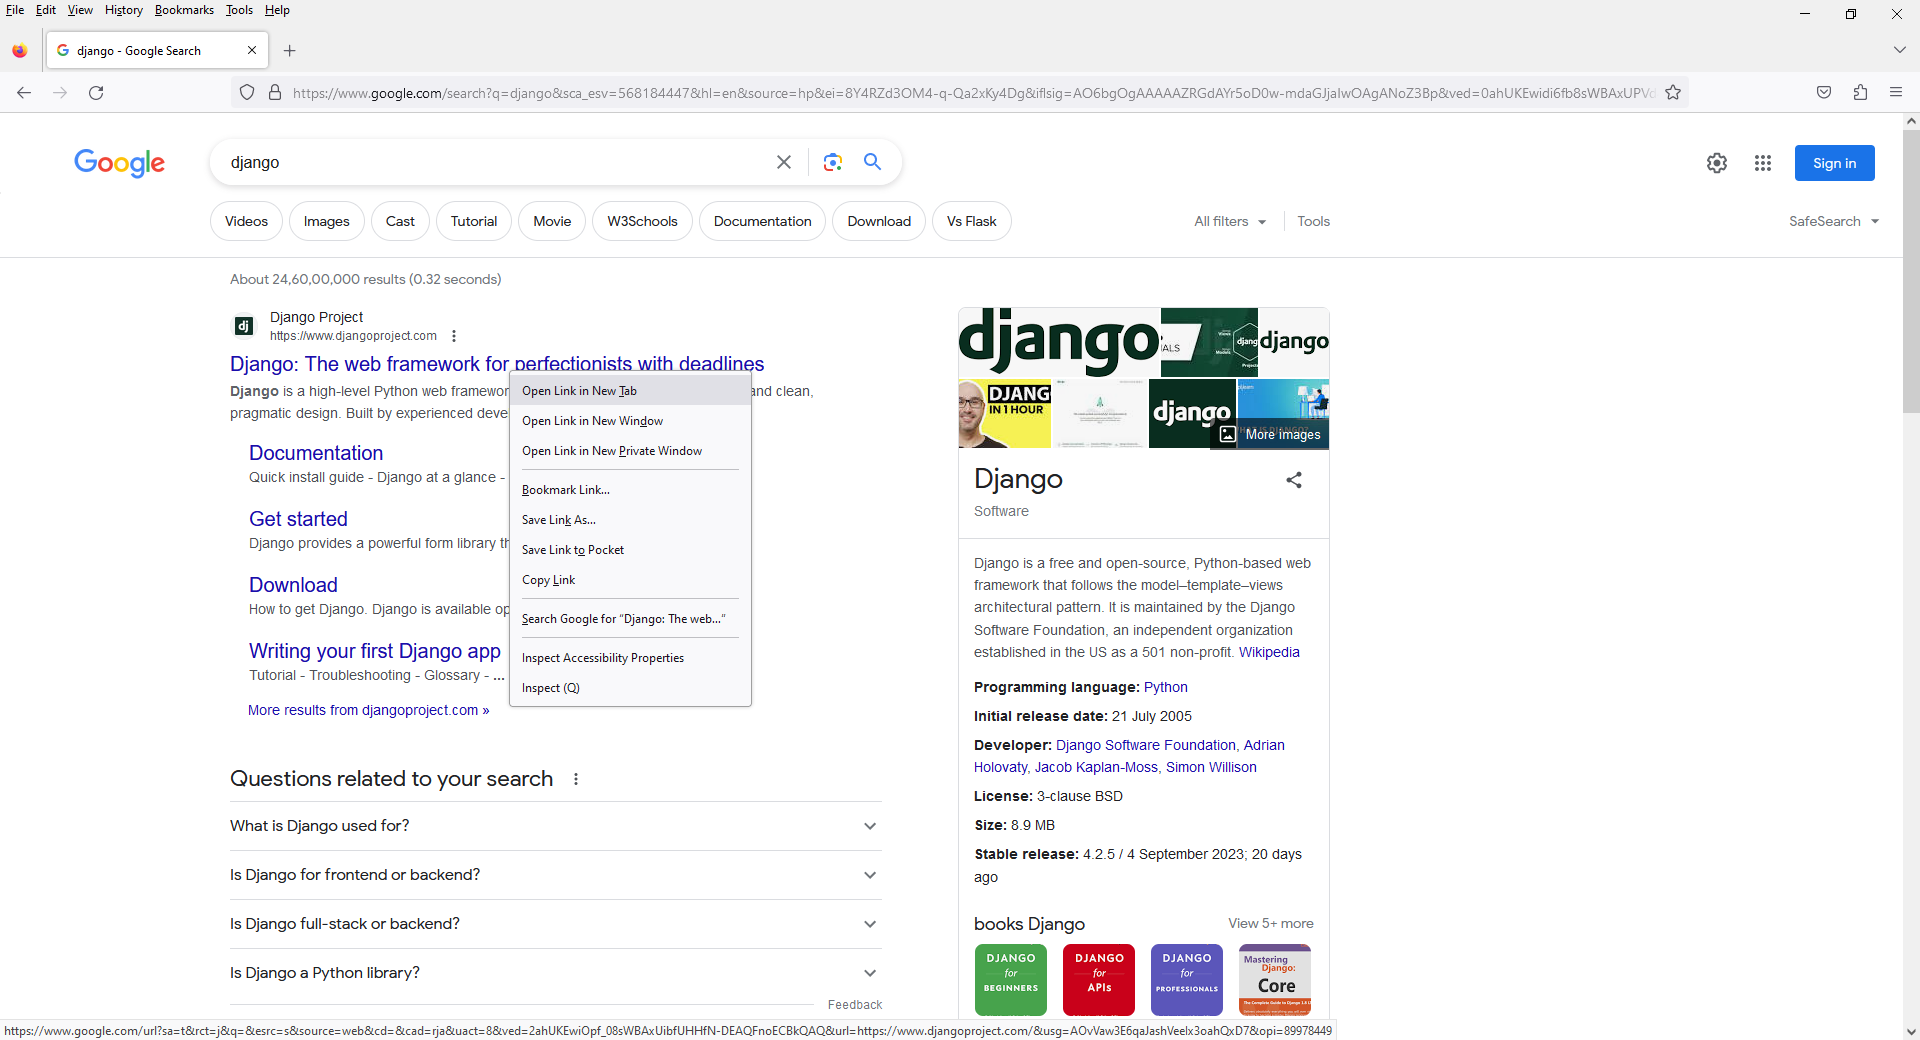 File Edit View History Bookmarks Tools Help
django - Google Search
https://www.google.com/search?q=django&sca_esv=568184447&hl=en&source=hp&ei=8Y4RZd3OM4-q-Qa2xKy4Dg&iflsig=AO6bgOgAAAAAZRGdAYr5oD0w-mdaGJjaIwOAgANoZ3Bp&ved=0ahUKEwidi6fb8sWBAxUPVd
Google
django
Sign in
Videos Images Cast Tutorial Movie W3Schools Documentation Download Vs Flask All filters Tools SafeSearch
About 24,60,00,000 results (0.32 seconds)
dj
Django Project
https://www.djangoproject.com
Django: The web framework for perfectionists with deadlines
Django is a high-level Python web framewor
and clean,
pragmatic design. Built by experienced deve
Documentation
Quick install guide - Django at a glance -
Get started
Django provides a powerful form library th
Download
How to get Django. Django is available op
Writing your first Django app
Tutorial - Troubleshooting - Glossary - ...
More results from djangoproject.com »
Open Link in New Tab
Open Link in New Window
Open Link in New Private Window
Bookmark Link...
Save Link As...
Save Link to Pocket
Copy Link
Search Google for “Django: The web...”
Inspect Accessibility Properties
Inspect (Q)
Questions related to your search
What is Django used for?
Is Django for frontend or backend?
Is Django full-stack or backend?
Is Django a Python library?
Feedback
django
IALS
djang
django
DJANG
IN 1 HOUR
django
More images
Django
Software
Django is a free and open-source, Python-based web
framework that follows the model–template–views
architectural pattern. It is maintained by the Django
Software Foundation, an independent organization
established in the US as a 501 non-profit. Wikipedia
Programming language: Python
Initial release date: 21 July 2005
Developer: Django Software Foundation, Adrian
Holovaty, Jacob Kaplan-Moss, Simon Willison
License: 3-clause BSD
Size: 8.9 MB
Stable release: 4.2.5 / 4 September 2023; 20 days
ago
books Django
View 5+ more
DJANGO
for
BEGINNERS
DJANGO
for
APIs
DJANGO
for
PROFESSIONALS
Mastering
Django:
Core
https://www.google.com/url?sa=t&rct=j&q=&esrc=s&source=web&cd=&cad=rja&uact=8&ved=2ahUKEwiOpf_08sWBAxUibfUHHfN-DEAQFnoECBkQAQ&url=https://www.djangoproject.com/&usg=AOvVaw3E6qaJashVeelx3oahQxD7&opi=89978449